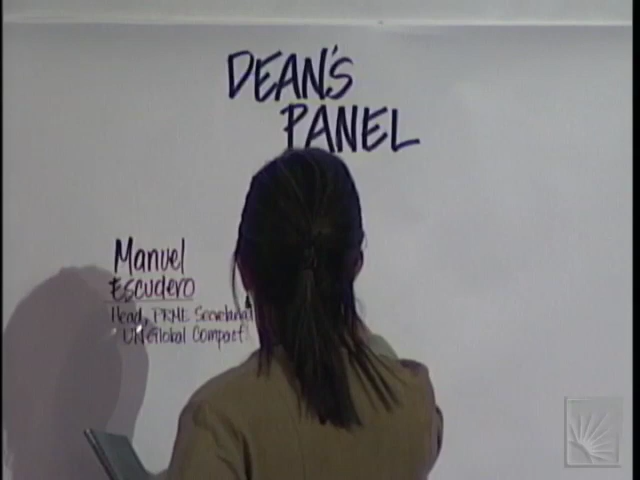 DEAN'S
PANEL
Manuel
Escudero
Head, PRME Secretariat
UN Global Compact